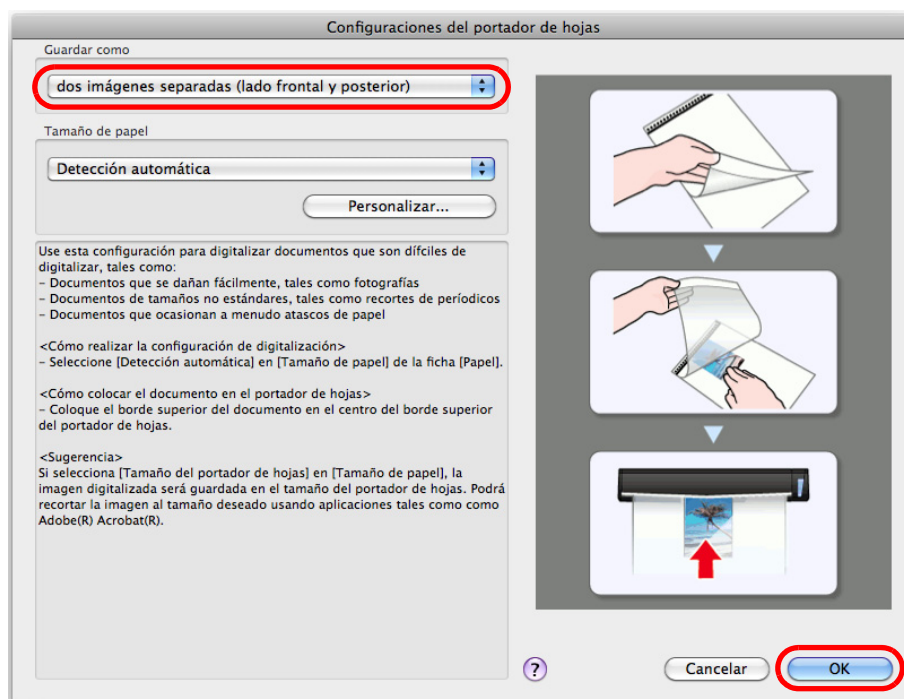 Configuraciones del portador de hojas
Guardar como
dos imágenes separadas (lado frontal y posterior)
Tamaño de papel
Detección automática
Personalizar...
Use esta configuración para digitalizar documentos que son difíciles de
digitalizar, tales como:
– Documentos que se dañan fácilmente, tales como fotografías
– Documentos de tamaños no estándares, tales como recortes de períodicos
– Documentos que ocasionan a menudo atascos de papel
<Cómo realizar la configuración de digitalización>
– Seleccione [Detección automática] en [Tamaño de papel] de la ficha [Papel].
<Cómo colocar el documento en el portador de hojas>
– Coloque el borde superior del documento en el centro del borde superior
del portador de hojas.
<Sugerencia>
Si selecciona [Tamaño del portador de hojas] en [Tamaño de papel], la
imagen digitalizada será guardada en el tamaño del portador de hojas. Podrá
recortar la imagen al tamaño deseado usando aplicaciones tales como como
Adobe(R) Acrobat(R).
?
Cancelar
OK